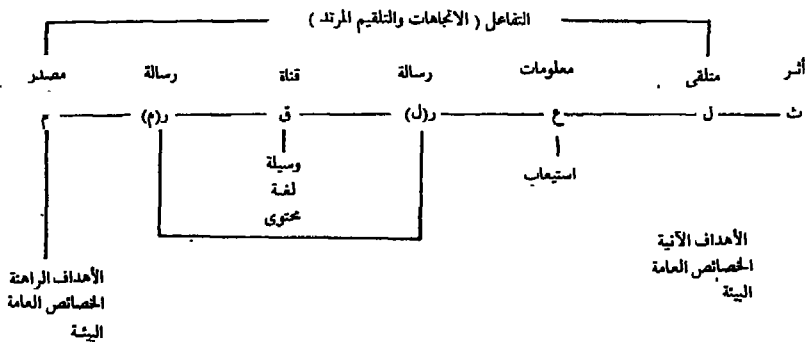 التفاعل ( الاتجاهات والتلقيم المرتد )
أثر متلقى معلومات رسالة قناة رسالة مصدر
ث ل ع ر(ل) ق ر(م) م
استيعاب
وسيلة
لغة
محتوى
الأهداف الآنية
الخصائص العامة
البيئة
الأهداف الراهنة
الخصائص العامة
البيئة